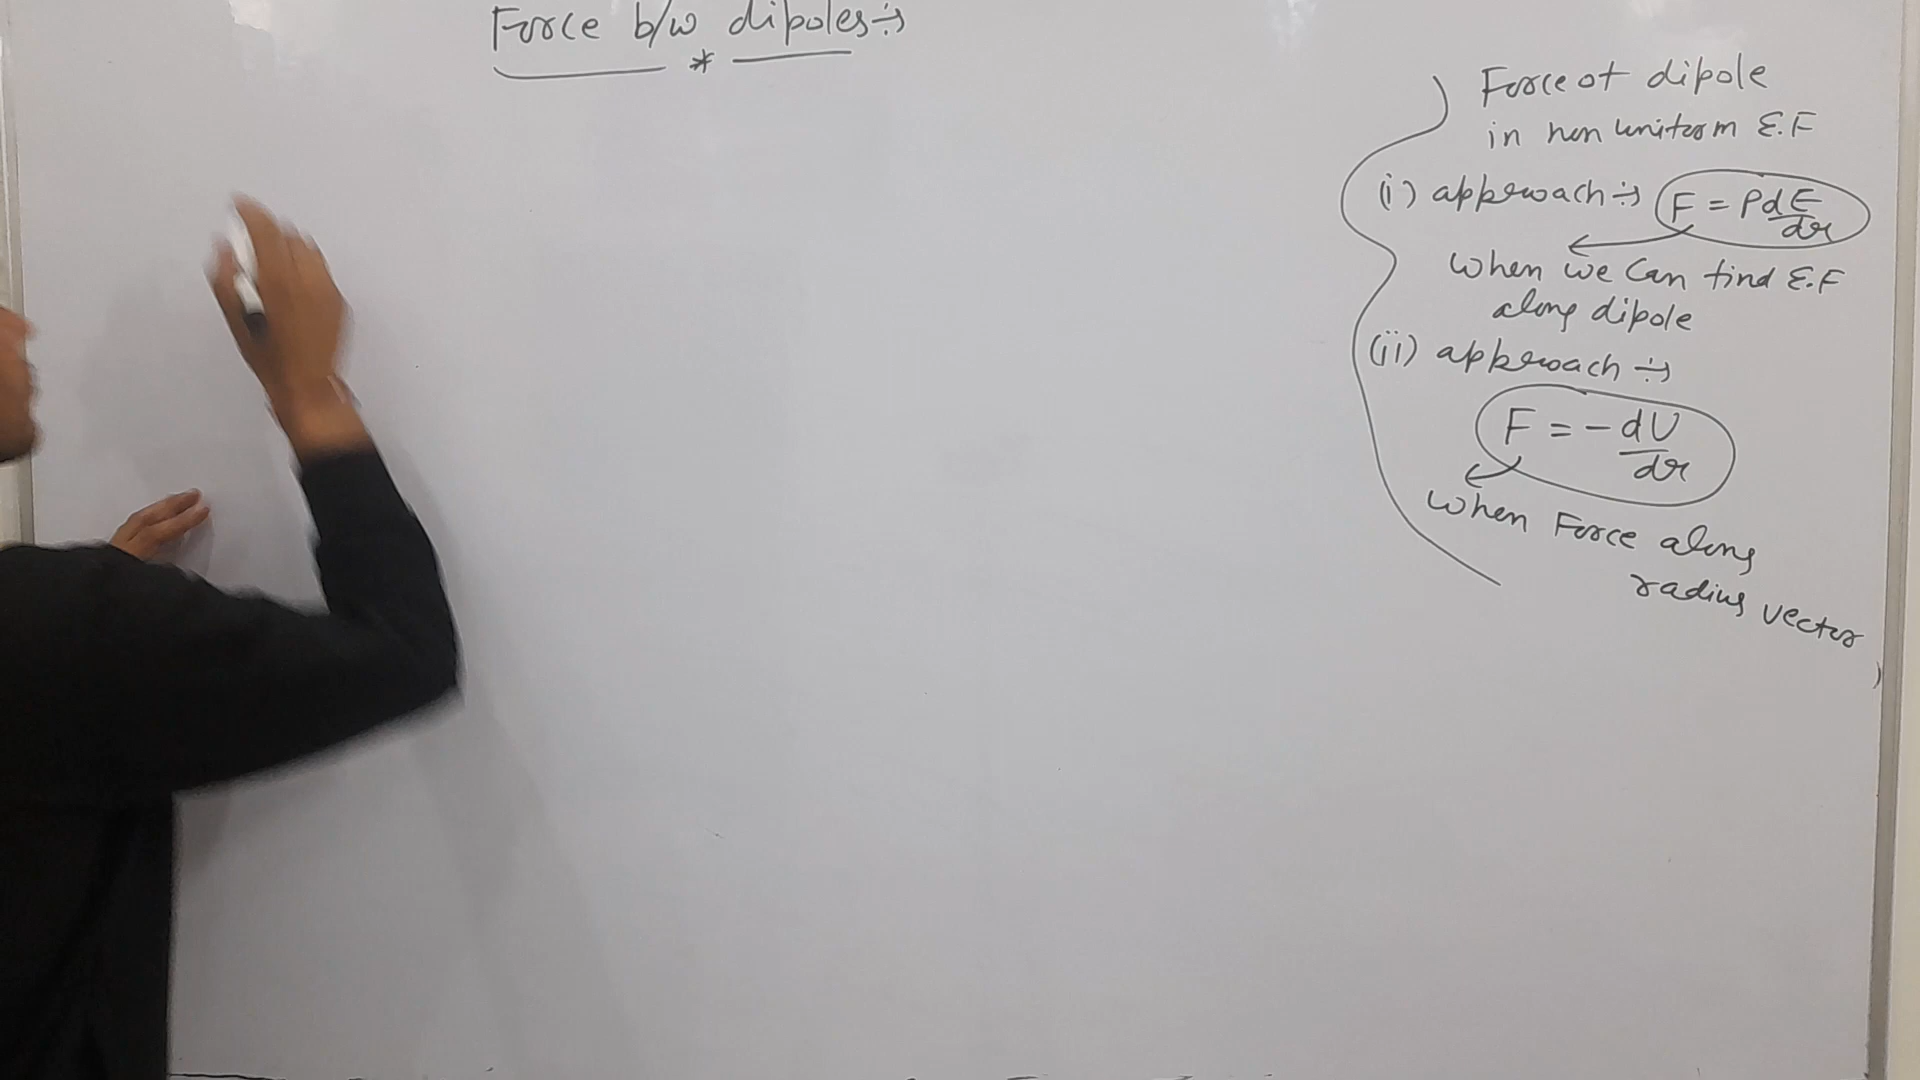 Force b/w dipoles :-
*
Force of dipole
in non uniform E.F
(i) approach :- F = P dE/dr
when we can find E.F
along dipole
(ii) approach :-
F = - dU/dr
when Force along
radius vector